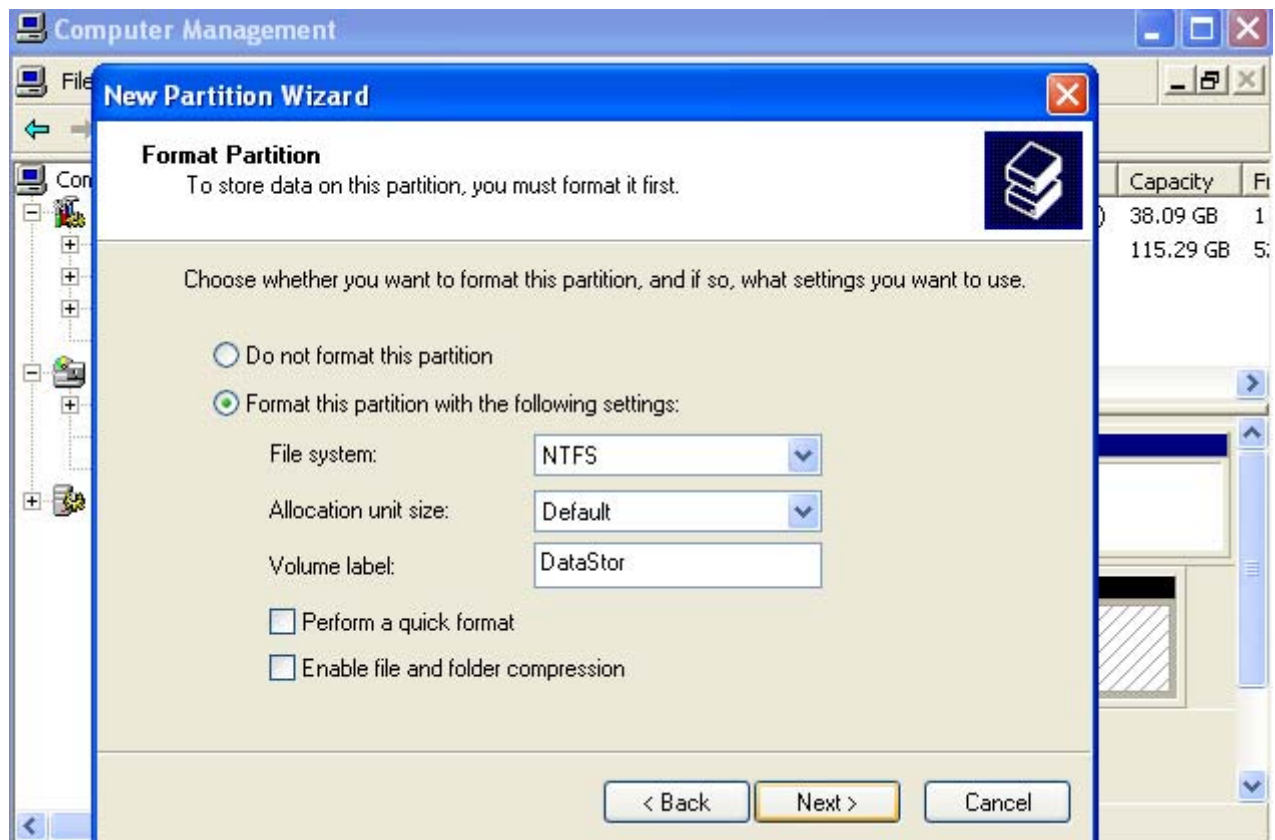 Computer Management
File
New Partition Wizard
Format Partition
To store data on this partition, you must format it first.
Con
Capacity
38.09 GB 1
115.29 GB
Choose whether you want to format this partition, and if so, what settings you want to use.
Do not format this partition
Format this partition with the following settings:
File system: NTFS
Allocation unit size: Default
Volume label: DataStor
Perform a quick format
Enable file and folder compression
< Back Next > Cancel